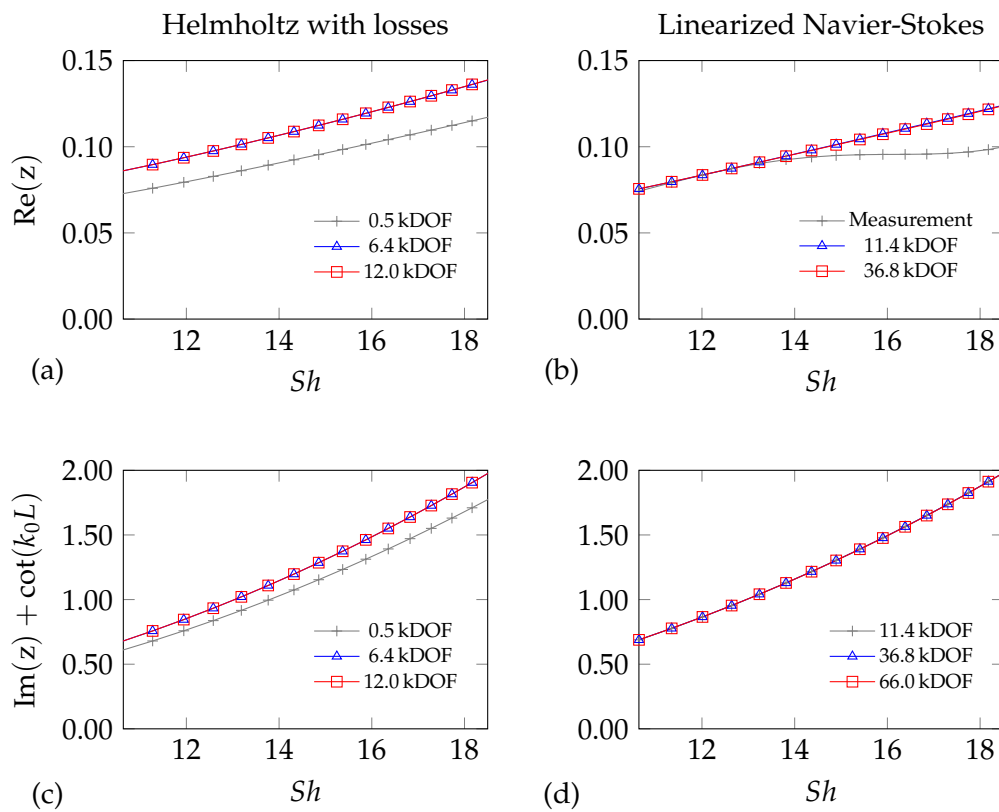 Helmholtz with losses
Linearized Navier-Stokes
0.15
0.10
0.05
0.00
Re(z)
0.5 kDOF
6.4 kDOF
12.0 kDOF
12 14 16 18
(a)
Sh
0.15
0.10
0.05
0.00
Measurement
11.4 kDOF
36.8 kDOF
12 14 16 18
(b)
Sh
2.00
1.50
1.00
0.50
0.00
Im(z) + cot(k₀L)
0.5 kDOF
6.4 kDOF
12.0 kDOF
12 14 16 18
(c)
Sh
2.00
1.50
1.00
0.50
0.00
11.4 kDOF
36.8 kDOF
66.0 kDOF
12 14 16 18
(d)
Sh